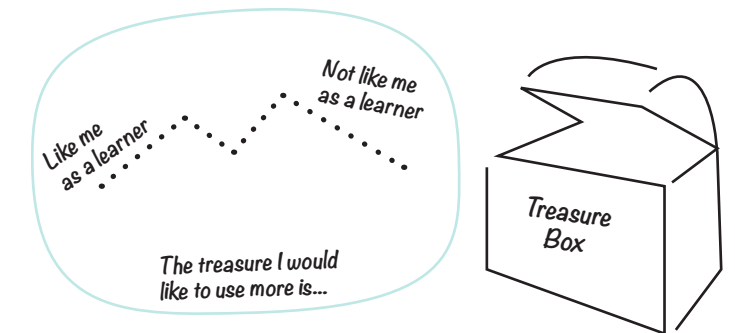 Like me
as a learner
Not like me
as a learner
Treasure
Box
The treasure I would
like to use more is...